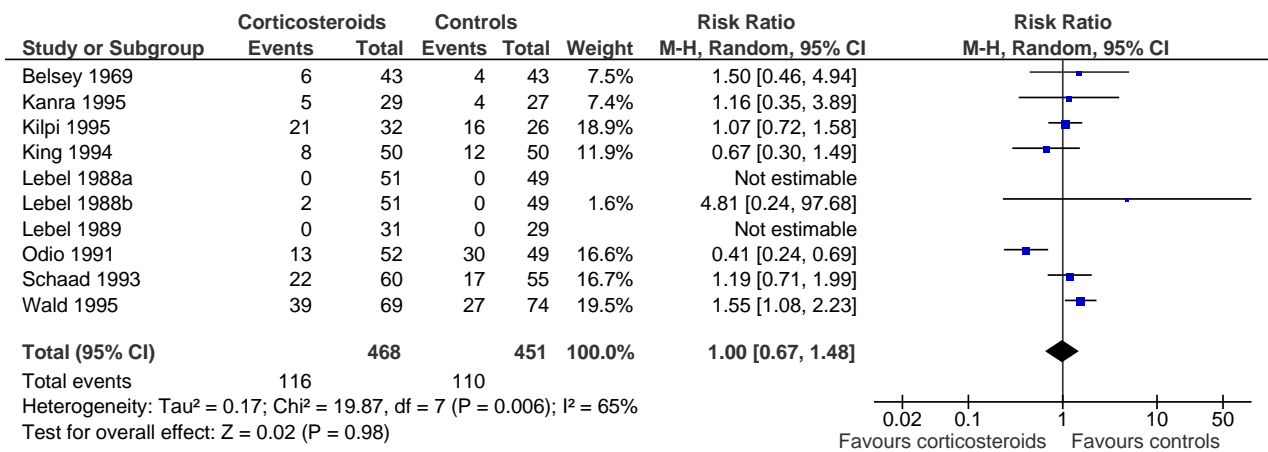 Corticosteroids Controls Risk Ratio Risk Ratio
Study or Subgroup Events Total Events Total Weight M-H, Random, 95% CI M-H, Random, 95% CI
Belsey 1969 6 43 4 43 7.5% 1.50 [0.46, 4.94]
Kanra 1995 5 29 4 27 7.4% 1.16 [0.35, 3.89]
Kilpi 1995 21 32 16 26 18.9% 1.07 [0.72, 1.58]
King 1994 8 50 12 50 11.9% 0.67 [0.30, 1.49]
Lebel 1988a 0 51 0 49 Not estimable
Lebel 1988b 2 51 0 49 1.6% 4.81 [0.24, 97.68]
Lebel 1989 0 31 0 29 Not estimable
Odio 1991 13 52 30 49 16.6% 0.41 [0.24, 0.69]
Schaad 1993 22 60 17 55 16.7% 1.19 [0.71, 1.99]
Wald 1995 39 69 27 74 19.5% 1.55 [1.08, 2.23]
Total (95% CI) 468 451 100.0% 1.00 [0.67, 1.48]
Total events 116 110
Heterogeneity: Tau² = 0.17; Chi² = 19.87, df = 7 (P = 0.006); I² = 65%
Test for overall effect: Z = 0.02 (P = 0.98)
0.02 0.1 1 10 50
Favours corticosteroids Favours controls